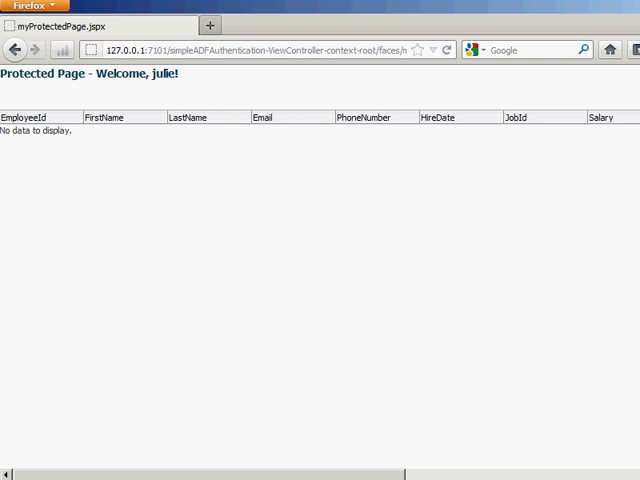 Firefox
myProtectedPage.jspx
127.0.0.1:7101/simpleADFAuthentication-ViewController-context-root/faces/
Google
Protected Page - Welcome, julie!
EmployeeId FirstName LastName Email PhoneNumber HireDate JobId Salary
No data to display.